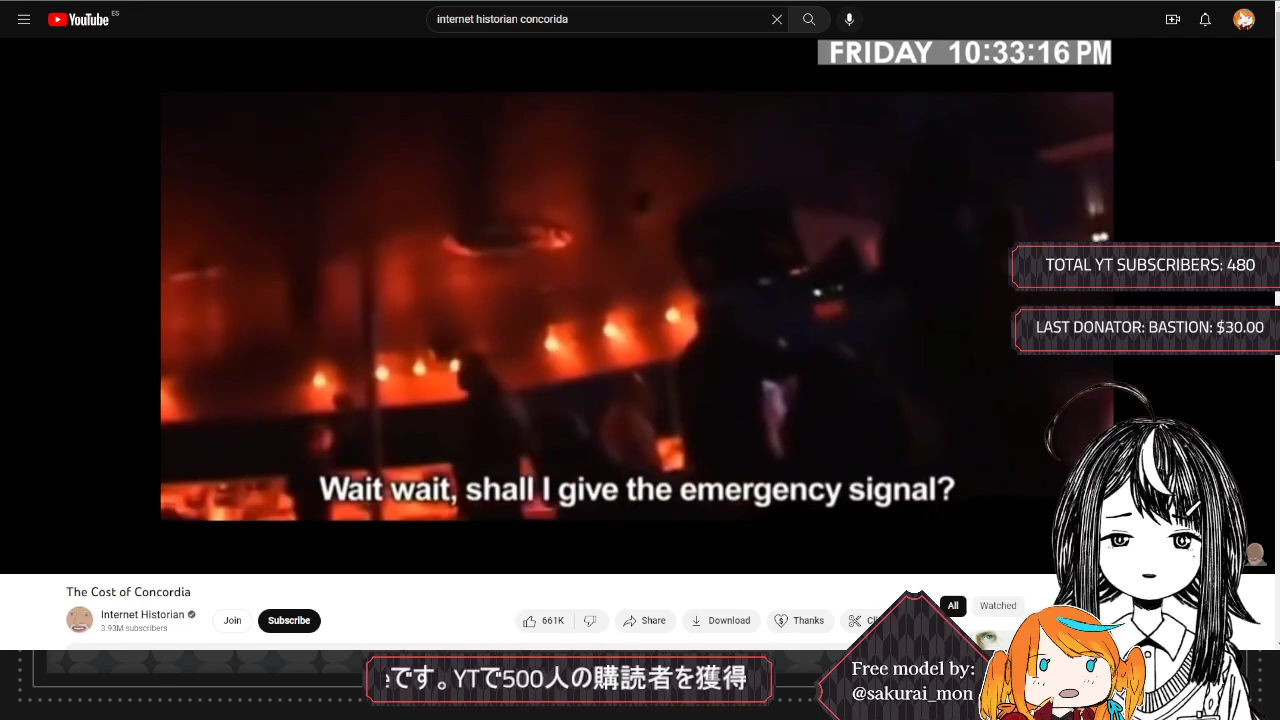 YouTube ES
internet historian concorida
FRIDAY 10:33:16 PM
TOTAL YT SUBSCRIBERS: 480
LAST DONATOR: BASTION: $30.00
Wait wait, shall I give the emergency signal?
The Cost of Concordia
Internet Historian
3.93M subscribers
Join
Subscribe
661K
Share
Download
Thanks
All
Watched
です。YTで500人の購読者を獲得
Free model by:
@sakurai_mon